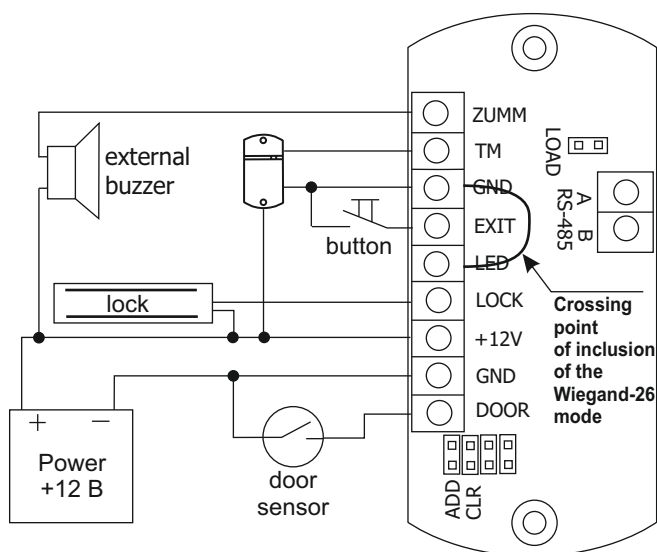 external
buzzer
button
lock
+ −
Power
+12 B
door
sensor
ZUMM
TM
GND
EXIT
LED
LOCK
+12V
GND
DOOR
LOAD
A
B
RS-485
Crossing
point
of inclusion
of the
Wiegand-26
mode
ADD
CLR